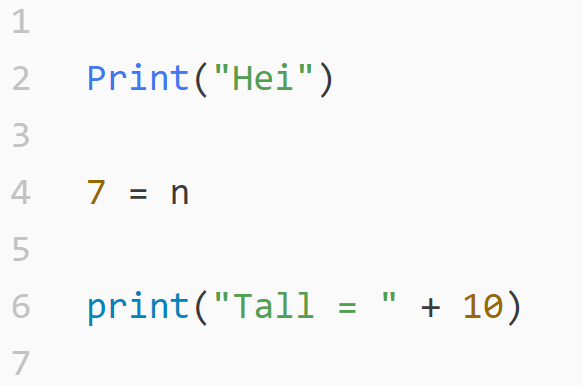 1
2 Print("Hei")
3
4 7 = n
5
6 print("Tall = " + 10)
7